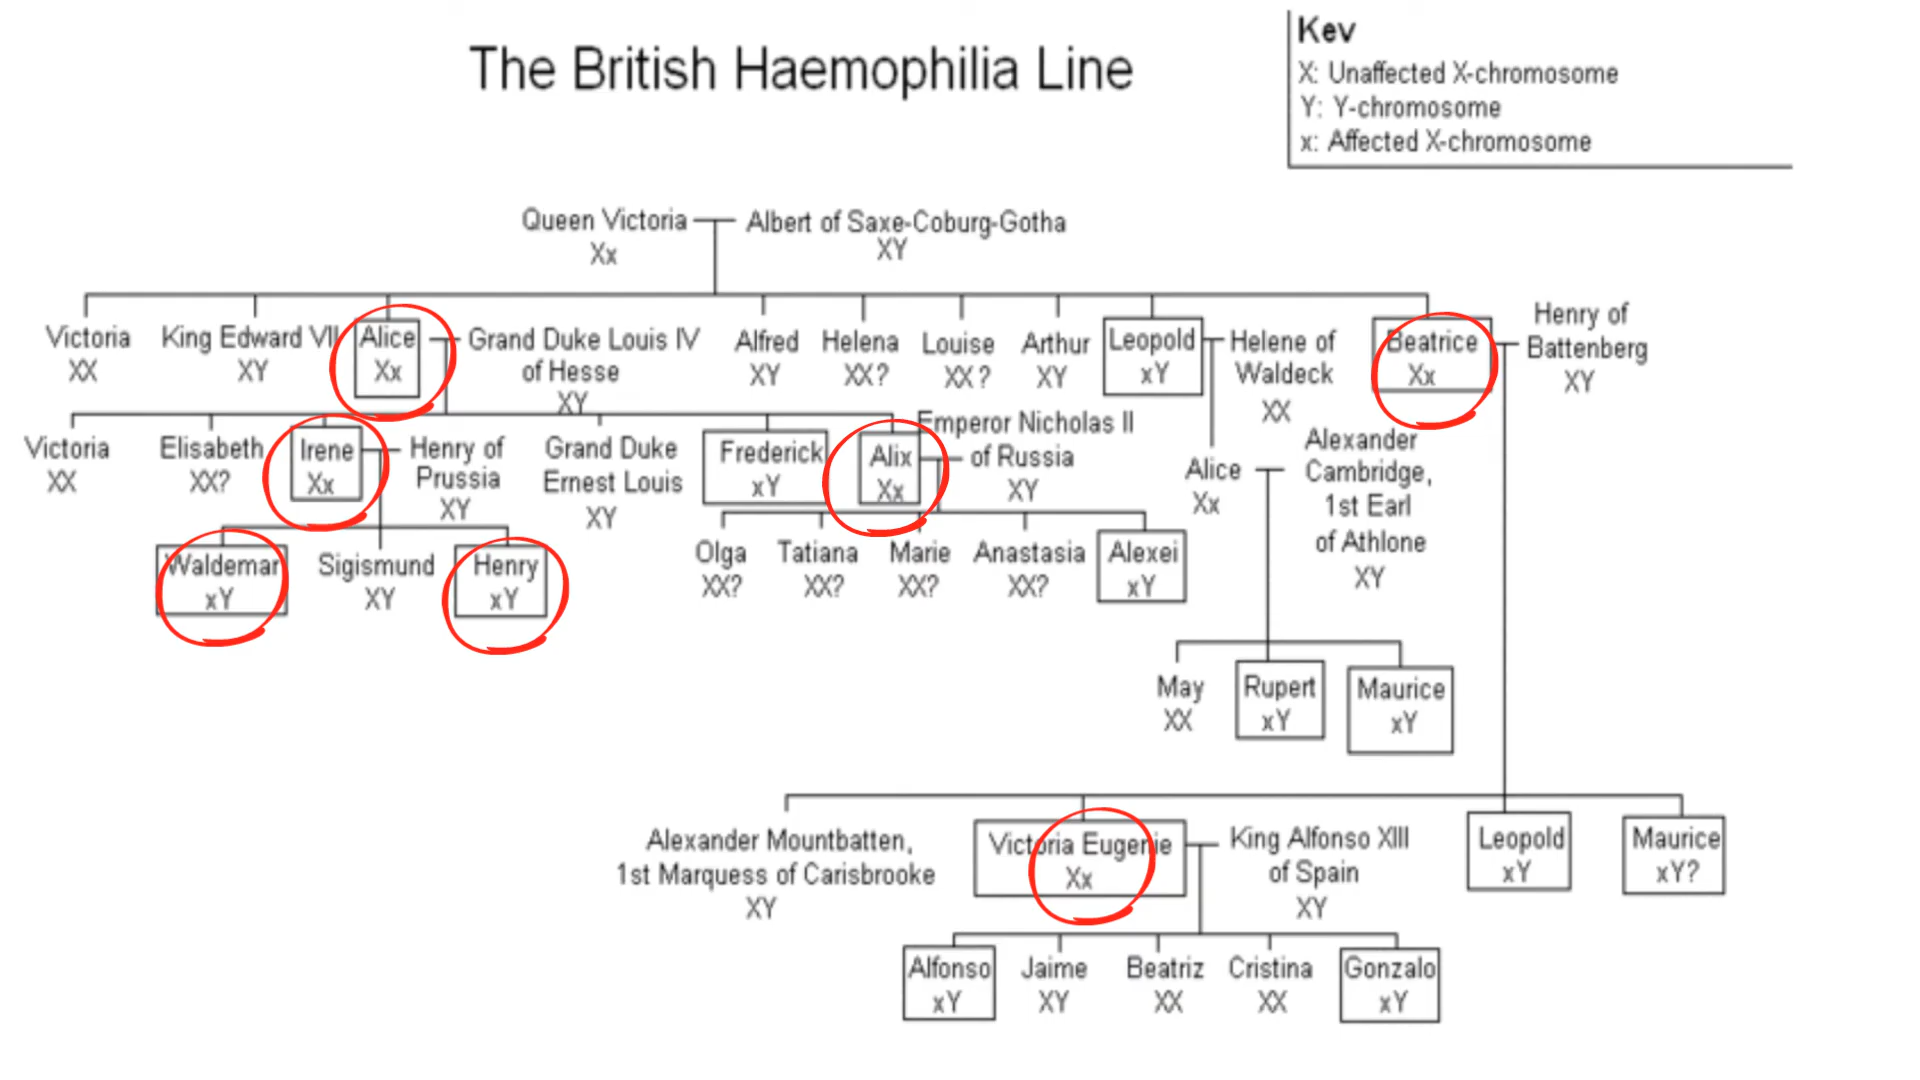 The British Haemophilia Line
Kev
X: Unaffected X-chromosome
Y: Y-chromosome
x: Affected X-chromosome
Queen Victoria
Xx
Albert of Saxe-Coburg-Gotha
XY
Victoria
XX
King Edward VII
XY
Alice
Xx
Grand Duke Louis IV
of Hesse
XY
Alfred
XY
Helena
XX?
Louise
XX ?
Arthur
XY
Leopold
xY
Helene of
Waldeck
XX
Beatrice
Xx
Henry of
Battenberg
XY
Victoria
XX
Elisabeth
XX?
Irene
Xx
Henry of
Prussia
XY
Grand Duke
Ernest Louis
XY
Frederick
xY
Alix
Xx
Emperor Nicholas II
of Russia
XY
Alice
Xx
Alexander
Cambridge,
1st Earl
of Athlone
XY
Waldemar
xY
Sigismund
XY
Henry
xY
Olga
XX?
Tatiana
XX?
Marie
XX?
Anastasia
XX?
Alexei
xY
May
XX
Rupert
xY
Maurice
xY
Alexander Mountbatten,
1st Marquess of Carisbrooke
XY
Victoria Eugenie
Xx
King Alfonso XIII
of Spain
XY
Leopold
xY
Maurice
xY?
Alfonso
xY
Jaime
XY
Beatriz
XX
Cristina
XX
Gonzalo
xY